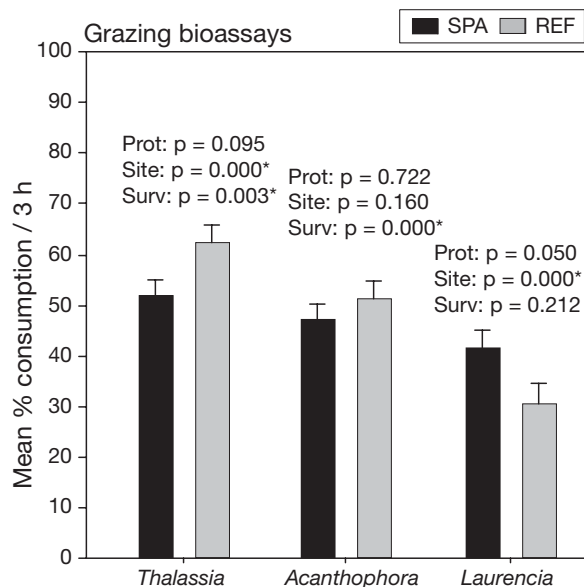 Grazing bioassays
SPA REF
Mean % consumption / 3 h
100
90
80
70
60
50
40
30
20
10
0
Prot: p = 0.095
Site: p = 0.000*
Surv: p = 0.003*
Prot: p = 0.722
Site: p = 0.160
Surv: p = 0.000*
Prot: p = 0.050
Site: p = 0.000*
Surv: p = 0.212
Thalassia Acanthophora Laurencia